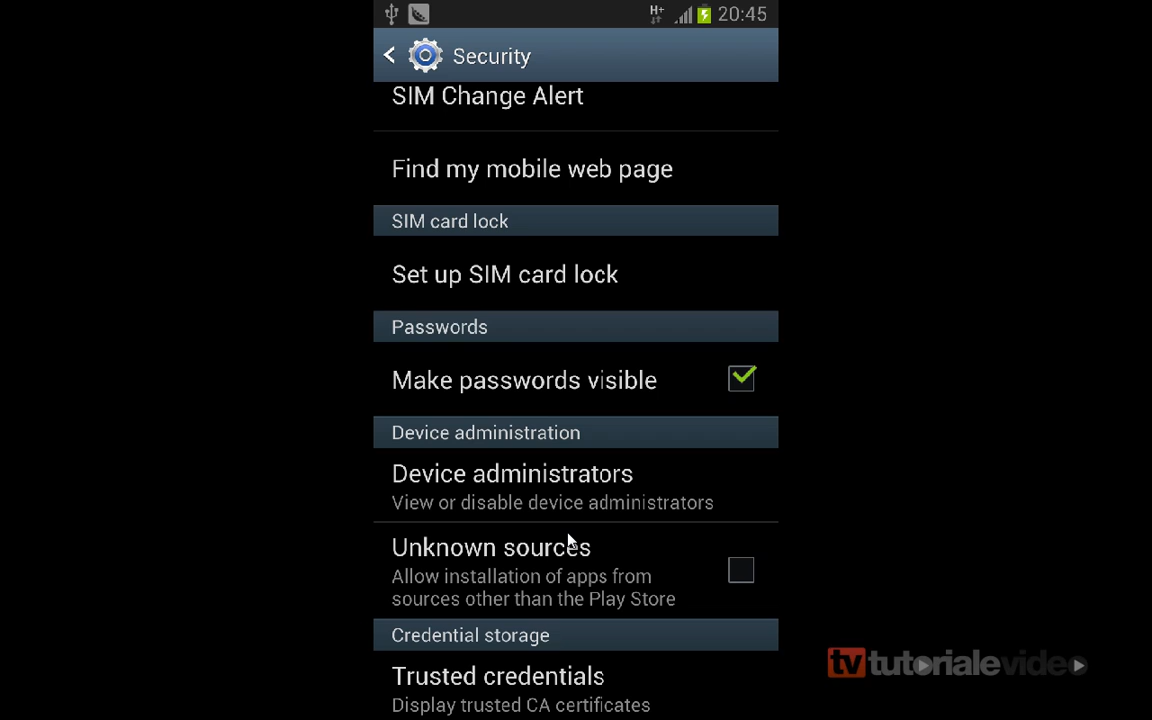 H+
20:45
Security
SIM Change Alert
Find my mobile web page
SIM card lock
Set up SIM card lock
Passwords
Make passwords visible
Device administration
Device administrators
View or disable device administrators
Unknown sources
Allow installation of apps from
sources other than the Play Store
Credential storage
Trusted credentials
Display trusted CA certificates
tv tutorialevideo